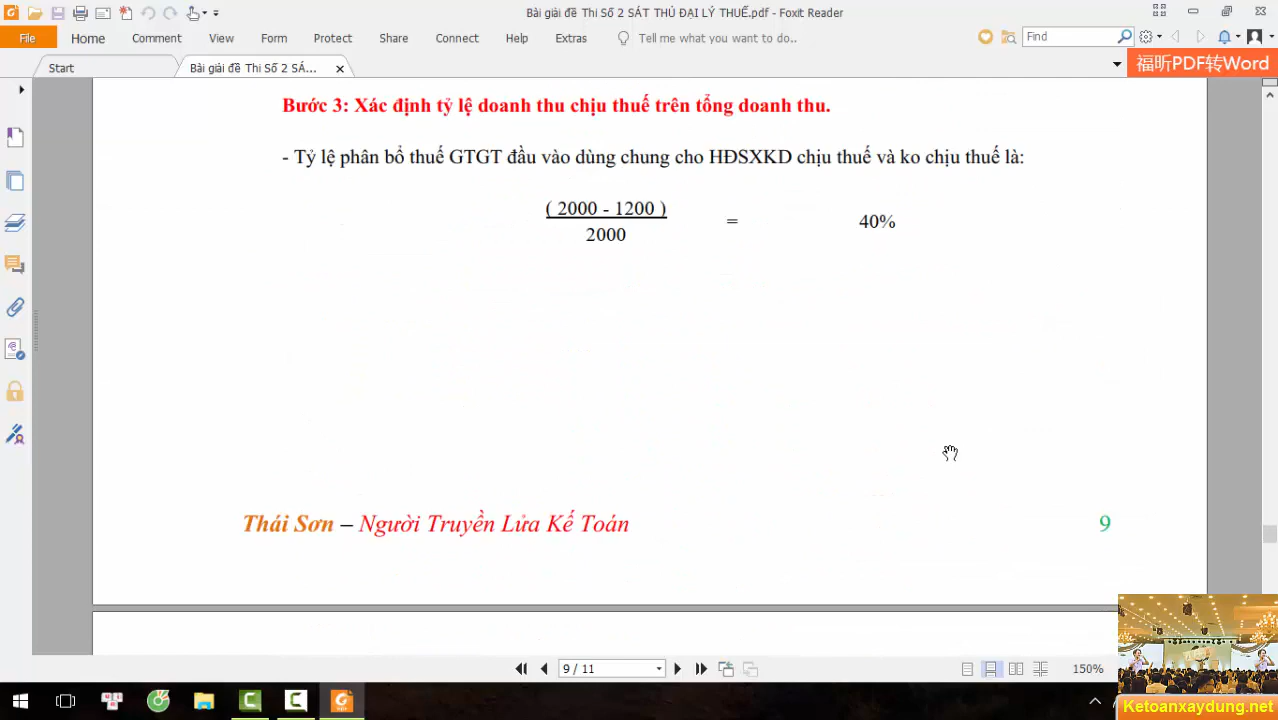 Bài giải đề Thi Số 2 SÁT THỦ ĐẠI LÝ THUẾ.pdf - Foxit Reader
File Home Comment View Form Protect Share Connect Help Extras Tell me what you want to do... Find
Start Bài giải đề Thi Số 2 SÁ... 福昕PDF转Word
Bước 3: Xác định tỷ lệ doanh thu chịu thuế trên tổng doanh thu.
- Tỷ lệ phân bổ thuế GTGT đầu vào dùng chung cho HĐSXKD chịu thuế và ko chịu thuế là:
( 2000 - 1200 )
= 40%
2000
Thái Sơn – Người Truyền Lửa Kế Toán 9
9 / 11 150%
Ketoanxaydung.net